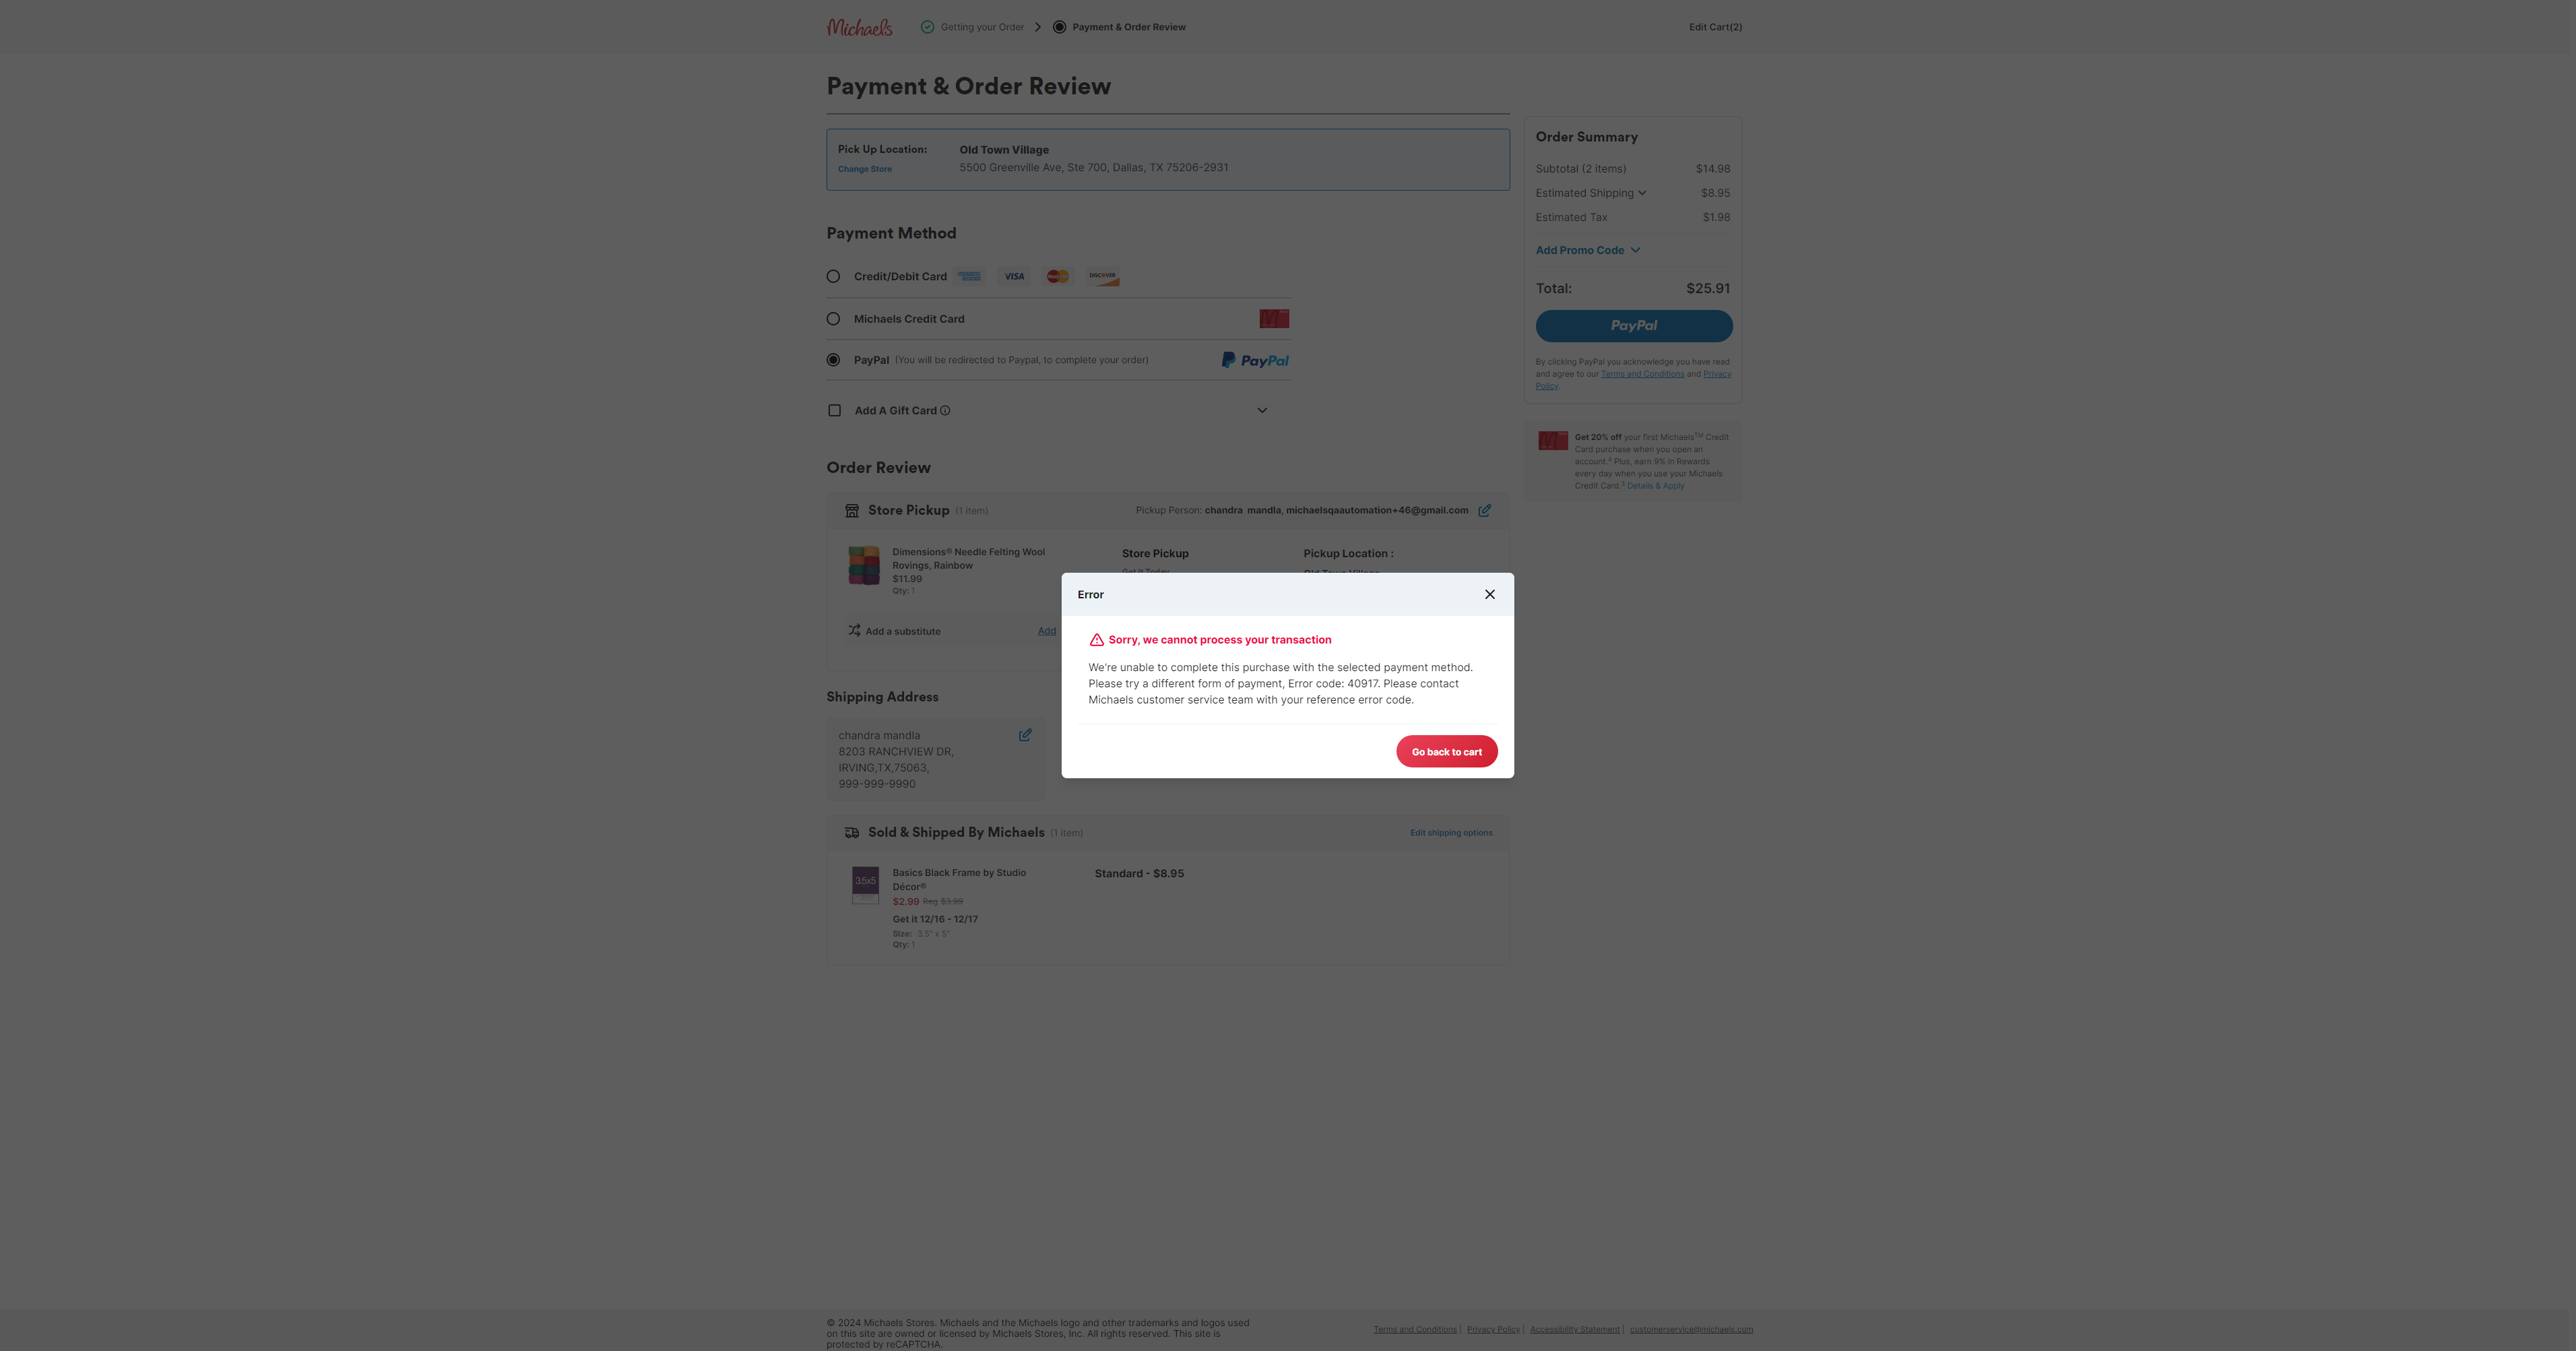 Michaels
Getting your Order
Payment & Order Review
Edit Cart(2)
Payment & Order Review
Pick Up Location:
Change Store
Old Town Village
5500 Greenville Ave, Ste 700, Dallas, TX 75206-2931
Payment Method
Credit/Debit Card
VISA
DISCOVER
Michaels Credit Card
PayPal (You will be redirected to Paypal, to complete your order)
PayPal
Add A Gift Card
Order Summary
Subtotal (2 items) $14.98
Estimated Shipping $8.95
Estimated Tax $1.98
Add Promo Code
Total: $25.91
PayPal
By clicking PayPal you acknowledge you have read
and agree to our Terms and Conditions and Privacy
Policy.
Get 20% off your first Michaels™ Credit
Card purchase when you open an
account.² Plus, earn 9% in Rewards
every day when you use your Michaels
Credit Card.³ Details & Apply
Order Review
Store Pickup (1 item)
Pickup Person: chandra mandla, michaelsqaautomation+46@gmail.com
Dimensions® Needle Felting Wool
Rovings, Rainbow
$11.99
Qty: 1
Store Pickup
Get it Today
Pickup Location :
Old Town Village
Add a substitute
Add
Error
Sorry, we cannot process your transaction
We're unable to complete this purchase with the selected payment method.
Please try a different form of payment, Error code: 40917. Please contact
Michaels customer service team with your reference error code.
Go back to cart
Shipping Address
chandra mandla
8203 RANCHVIEW DR,
IRVING,TX,75063,
999-999-9990
Sold & Shipped By Michaels (1 item)
Edit shipping options
3.5x5
Basics Black Frame by Studio
Décor®
$2.99 Reg $3.99
Get it 12/16 - 12/17
Size: 3.5" x 5"
Qty: 1
Standard - $8.95
© 2024 Michaels Stores. Michaels and the Michaels logo and other trademarks and logos used
on this site are owned or licensed by Michaels Stores, Inc. All rights reserved. This site is
protected by reCAPTCHA.
Terms and Conditions | Privacy Policy | Accessibility Statement | customerservice@michaels.com